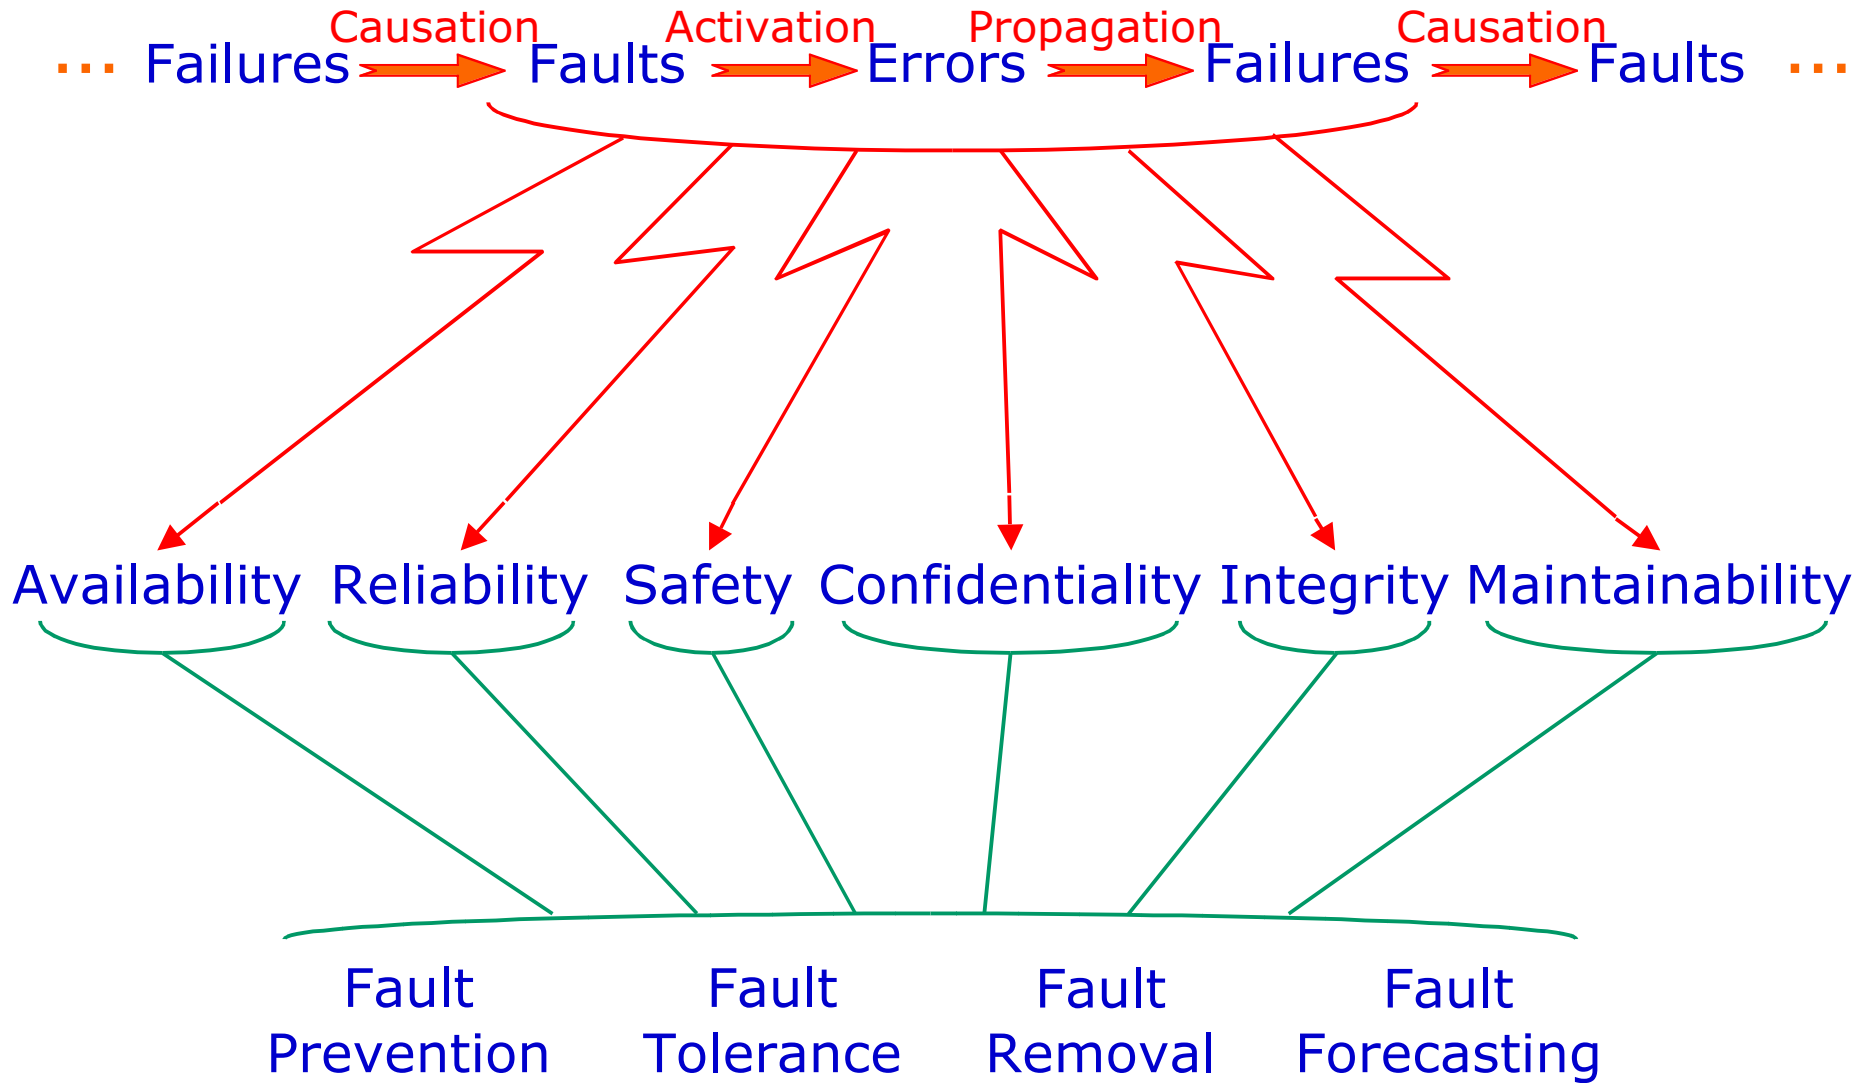 Causation Activation Propagation Causation
... Failures Faults Errors Failures Faults ...
Availability Reliability Safety Confidentiality Integrity Maintainability
Fault Fault Fault Fault
Prevention Tolerance Removal Forecasting